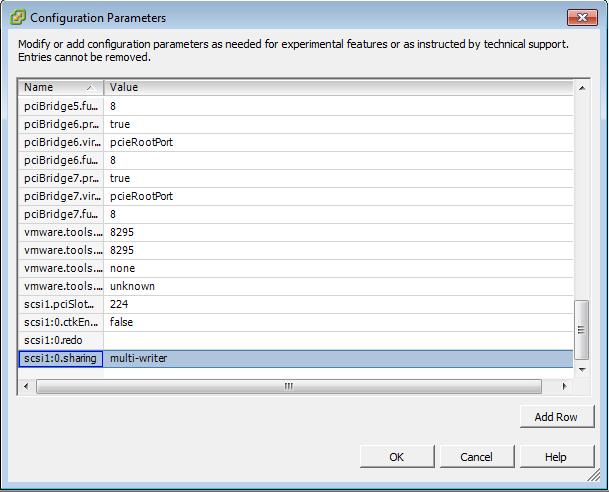 Configuration Parameters
Modify or add configuration parameters as needed for experimental features or as instructed by technical support.
Entries cannot be removed.
Name Value
pciBridge5.fu... 8
pciBridge6.pr... true
pciBridge6.vir... pcieRootPort
pciBridge6.fu... 8
pciBridge7.pr... true
pciBridge7.vir... pcieRootPort
pciBridge7.fu... 8
vmware.tools.... 8295
vmware.tools.... 8295
vmware.tools.... none
vmware.tools.... unknown
scsi1.pciSlot... 224
scsi1:0.ctkEn... false
scsi1:0.redo
scsi1:0.sharing multi-writer
Add Row
OK Cancel Help